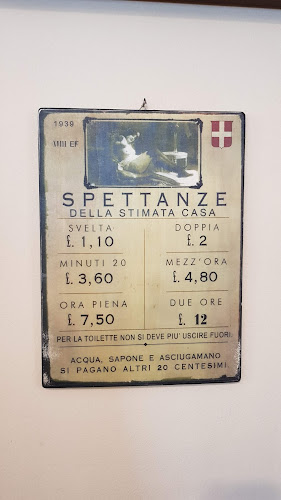 1939
IIIII EF
SPETTANZE
DELLA STIMATA CASA
SVELTA
₤. 1,10
DOPPIA
₤. 2
MINUTI 20
₤. 3,60
MEZZ'ORA
₤. 4,80
ORA PIENA
₤. 7,50
DUE ORE
₤. 12
PER LA TOILETTE NON SI DEVE PIU' USCIRE FUORI.
ACQUA, SAPONE E ASCIUGAMANO
SI PAGANO ALTRI 20 CENTESIMI